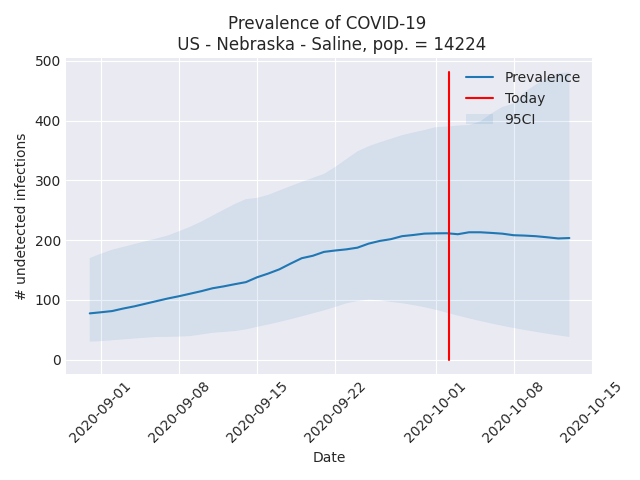 Prevalence of COVID-19
US - Nebraska - Saline, pop. = 14224
500
400
300
200
100
0
# undetected infections
Prevalence
Today
95CI
2020-09-01
2020-09-08
2020-09-15
2020-09-22
2020-10-01
2020-10-08
2020-10-15
Date